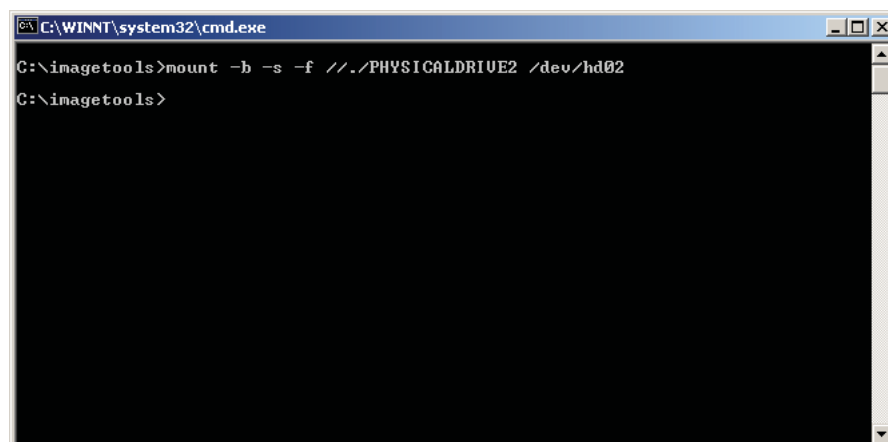 C:\WINNT\system32\cmd.exe
C:\imagetools>mount -b -s -f //./PHYSICALDRIVE2 /dev/hd02
C:\imagetools>